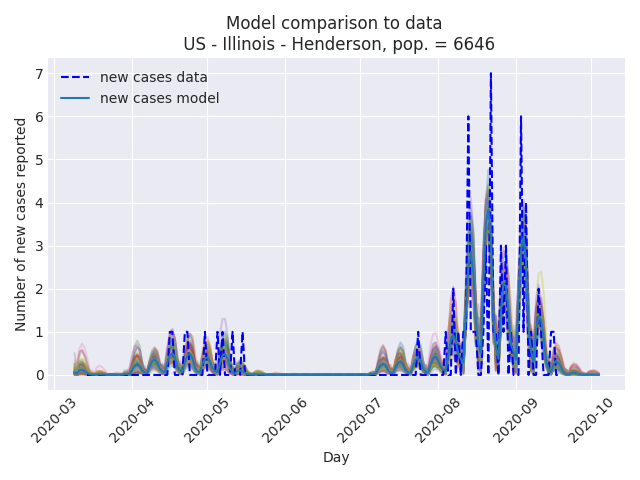 Model comparison to data
US - Illinois - Henderson, pop. = 6646
Number of new cases reported
7
6
5
4
3
2
1
0
new cases data
new cases model
2020-03
2020-04
2020-05
2020-06
2020-07
2020-08
2020-09
2020-10
Day